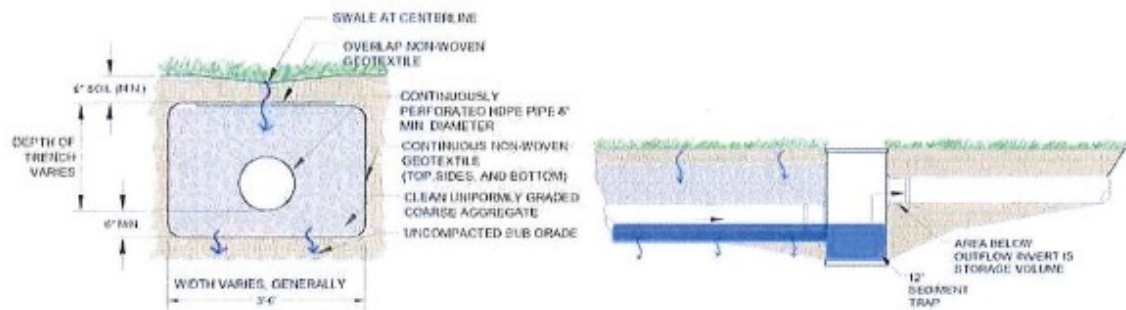 SWALE AT CENTERLINE
OVERLAP NON-WOVEN
GEOTEXTILE
6" SOIL (MIN.)
CONTINUOUSLY
PERFORATED HDPE PIPE 8"
MIN. DIAMETER
DEPTH OF
TRENCH
VARIES
CONTINUOUS NON-WOVEN
GEOTEXTILE
(TOP, SIDES, AND BOTTOM)
CLEAN UNIFORMLY GRADED
COARSE AGGREGATE
6" MIN.
UNCOMPACTED SUB GRADE
WIDTH VARIES, GENERALLY
AREA BELOW
OUTFLOW INVERT IS
STORAGE VOLUME
12"
SEDIMENT
TRAP